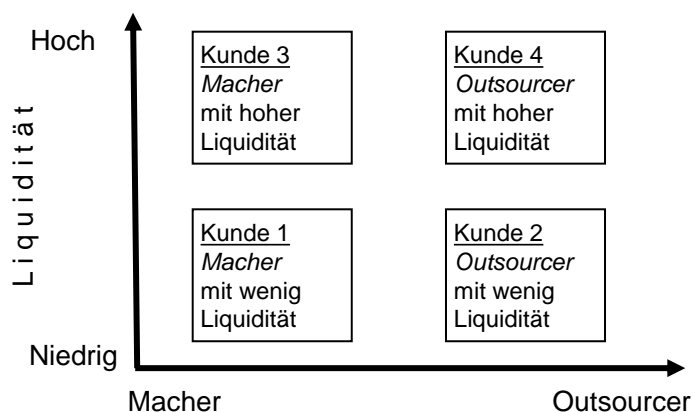 Hoch
Liquidität
Kunde 3
Macher
mit hoher
Liquidität
Kunde 4
Outsourcer
mit hoher
Liquidität
Kunde 1
Macher
mit wenig
Liquidität
Kunde 2
Outsourcer
mit wenig
Liquidität
Niedrig
Macher
Outsourcer